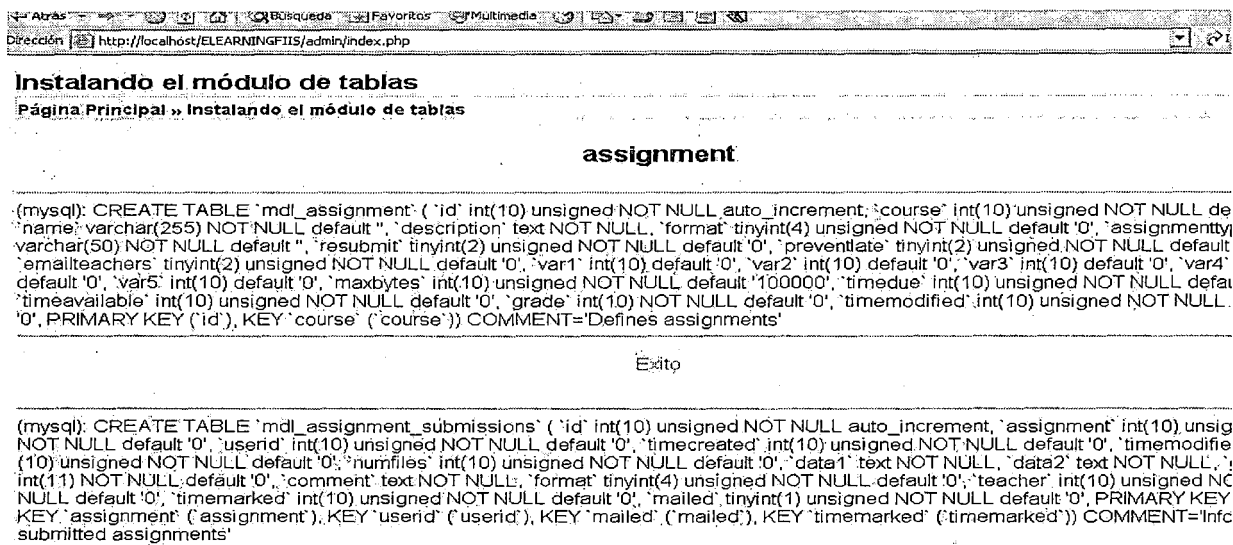 Atrás Búsqueda Favoritos Multimedia
Dirección http://localhost/ELEARNINGFIIS/admin/index.php
Instalando el módulo de tablas
Página Principal » Instalando el módulo de tablas
assignment
(mysql): CREATE TABLE `mdl_assignment` ( `id` int(10) unsigned NOT NULL auto_increment, `course` int(10) unsigned NOT NULL de
`name` varchar(255) NOT NULL default '', `description` text NOT NULL, `format` tinyint(4) unsigned NOT NULL default '0', `assignmentty
varchar(50) NOT NULL default '', `resubmit` tinyint(2) unsigned NOT NULL default '0', `preventlate` tinyint(2) unsigned NOT NULL default
`emailteachers` tinyint(2) unsigned NOT NULL default '0', `var1` int(10) default '0', `var2` int(10) default '0', `var3` int(10) default '0', `var4`
default '0', `var5` int(10) default '0', `maxbytes` int(10) unsigned NOT NULL default '100000', `timedue` int(10) unsigned NOT NULL defau
`timeavailable` int(10) unsigned NOT NULL default '0', `grade` int(10) NOT NULL default '0', `timemodified` int(10) unsigned NOT NULL
'0', PRIMARY KEY (`id`), KEY `course` (`course`)) COMMENT='Defines assignments'
Éxito
(mysql): CREATE TABLE `mdl_assignment_submissions` ( `id` int(10) unsigned NOT NULL auto_increment, `assignment` int(10) unsig
NOT NULL default '0', `userid` int(10) unsigned NOT NULL default '0', `timecreated` int(10) unsigned NOT NULL default '0', `timemodifie
(10) unsigned NOT NULL default '0', `numfiles` int(10) unsigned NOT NULL default '0', `data1` text NOT NULL, `data2` text NOT NULL, `
int(11) NOT NULL default '0', `comment` text NOT NULL, `format` tinyint(4) unsigned NOT NULL default '0', `teacher` int(10) unsigned NO
NULL default '0', `timemarked` int(10) unsigned NOT NULL default '0', `mailed` tinyint(1) unsigned NOT NULL default '0', PRIMARY KEY
KEY `assignment` (`assignment`), KEY `userid` (`userid`), KEY `mailed` (`mailed`), KEY `timemarked` (`timemarked`)) COMMENT='Info
submitted assignments'